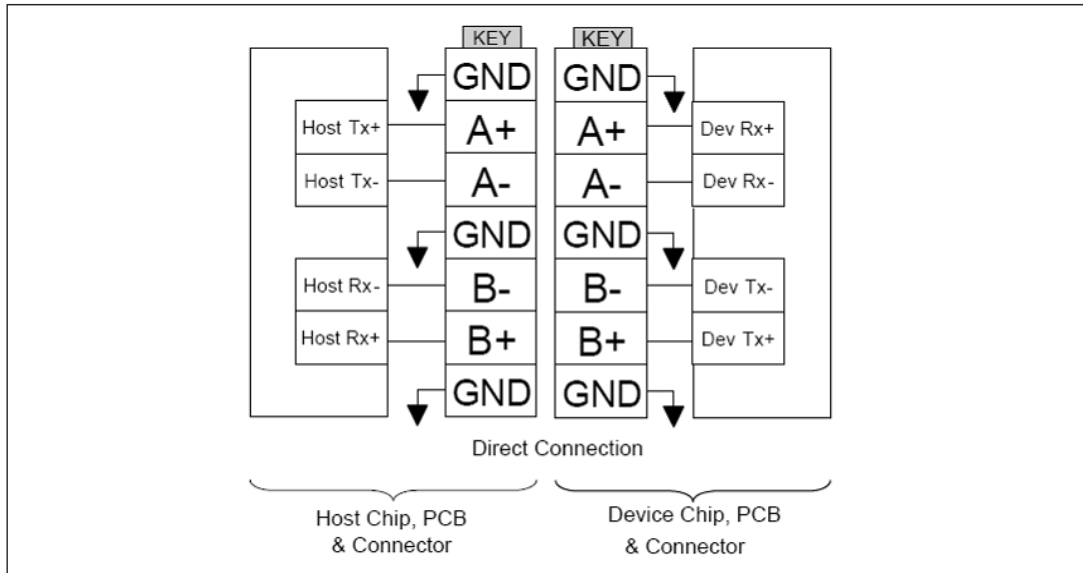 KEY KEY
GND GND
Host Tx+ A+ A+ Dev Rx+
Host Tx- A- A- Dev Rx-
GND GND
Host Rx- B- B- Dev Tx-
Host Rx+ B+ B+ Dev Tx+
GND GND
Direct Connection
Host Chip, PCB
& Connector
Device Chip, PCB
& Connector